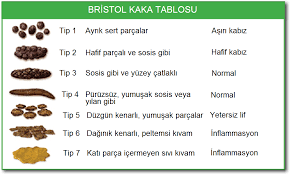 BRİSTOL KAKA TABLOSU
Tip 1 Ayrık sert parçalar Aşırı kabız
Tip 2 Hafif paralı ve sosis gibi Hafif kabız
Tip 3 Sosis gibi ve yüzey çatlaklı Normal
Tip 4 Pürüzsüz, yumuşak sosis veya
yılan gibi Normal
Tip 5 Düzgün kenarlı, yumuşak parçalar Yetersiz lif
Tip 6 Dağınık kenarlı, peltemsi kıvam İnflammasyon
Tip 7 Katı parça içermeyen sıvı kıvam İnflammasyon